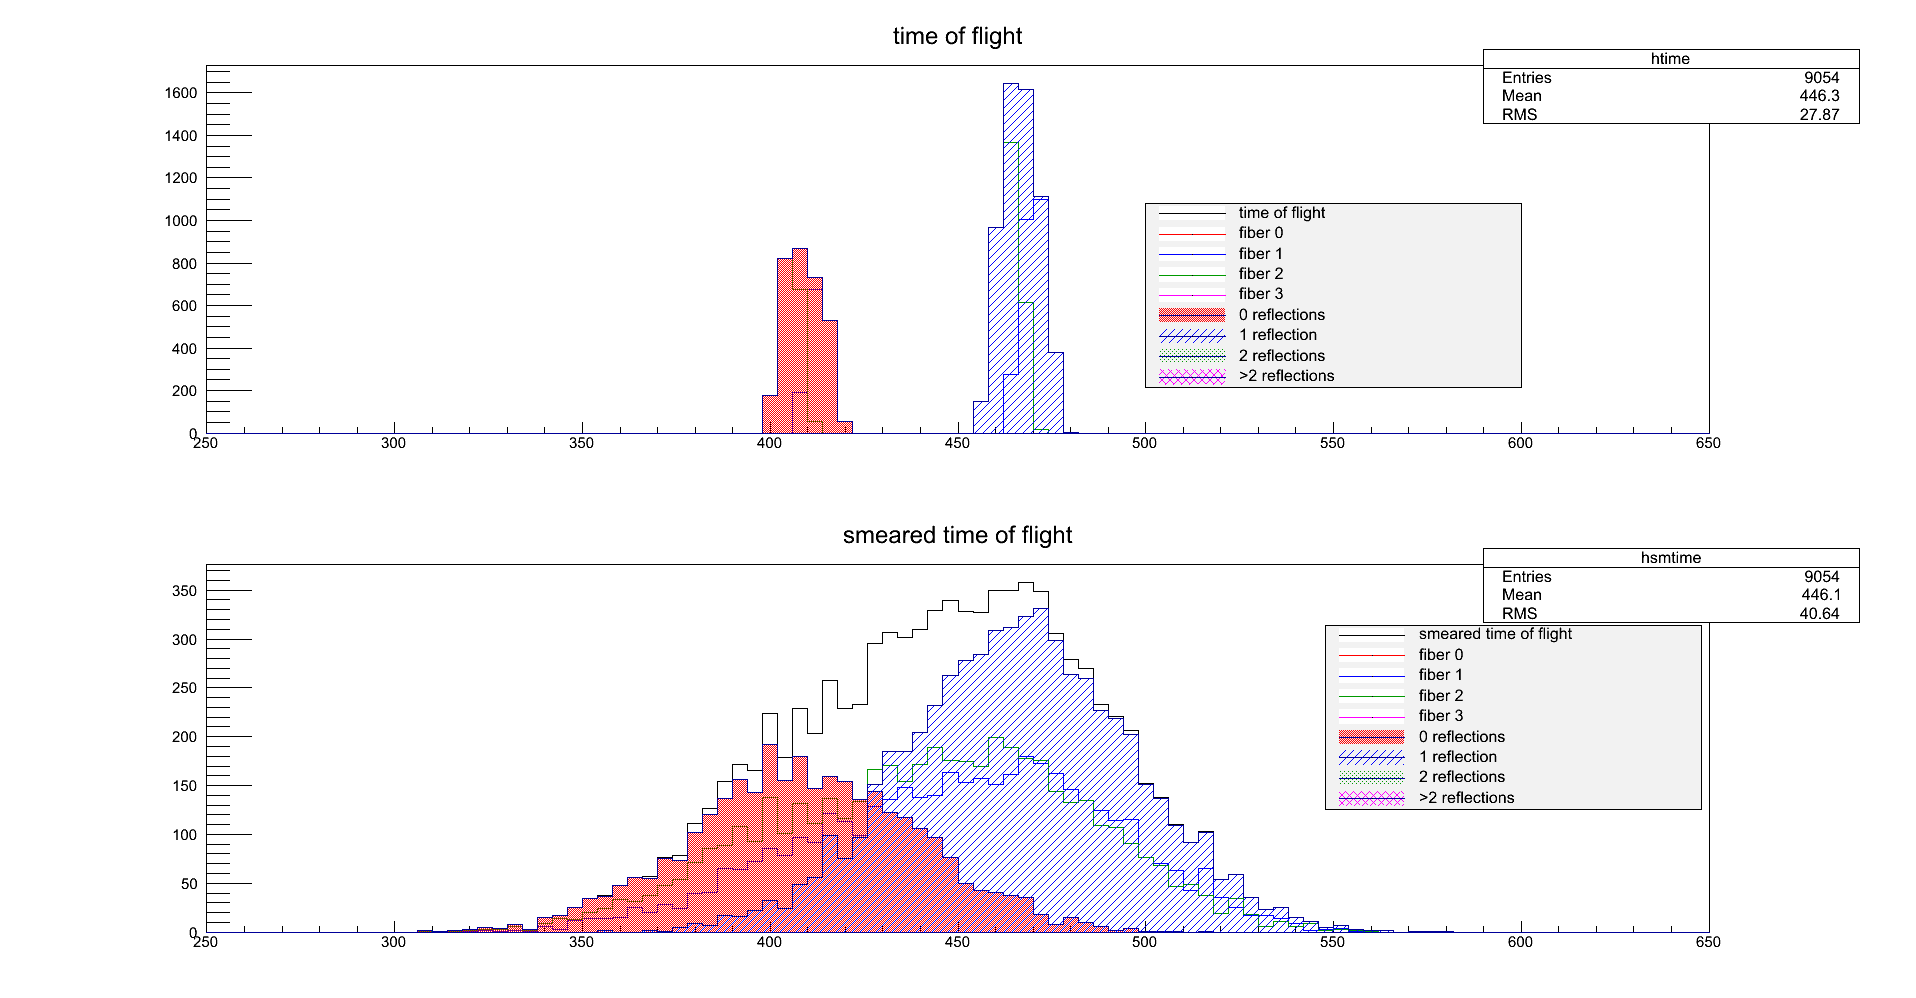 time of flight
htime
Entries 9054
Mean 446.3
RMS 27.87
1600
1400
1200
1000
800
600
400
200
0
time of flight
fiber 0
fiber 1
fiber 2
fiber 3
0 reflections
1 reflection
2 reflections
>2 reflections
250 300 350 400 450 500 550 600 650
smeared time of flight
hsmtime
Entries 9054
Mean 446.1
RMS 40.64
350
300
250
200
150
100
50
0
smeared time of flight
fiber 0
fiber 1
fiber 2
fiber 3
0 reflections
1 reflection
2 reflections
>2 reflections
250 300 350 400 450 500 550 600 650